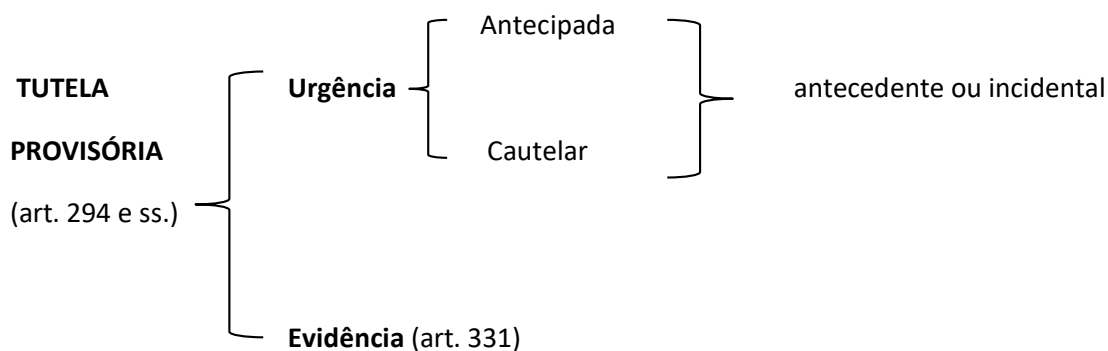 Antecipada
TUTELA Urgência antecedente ou incidental
PROVISÓRIA Cautelar
(art. 294 e ss.)
Evidência (art. 331)